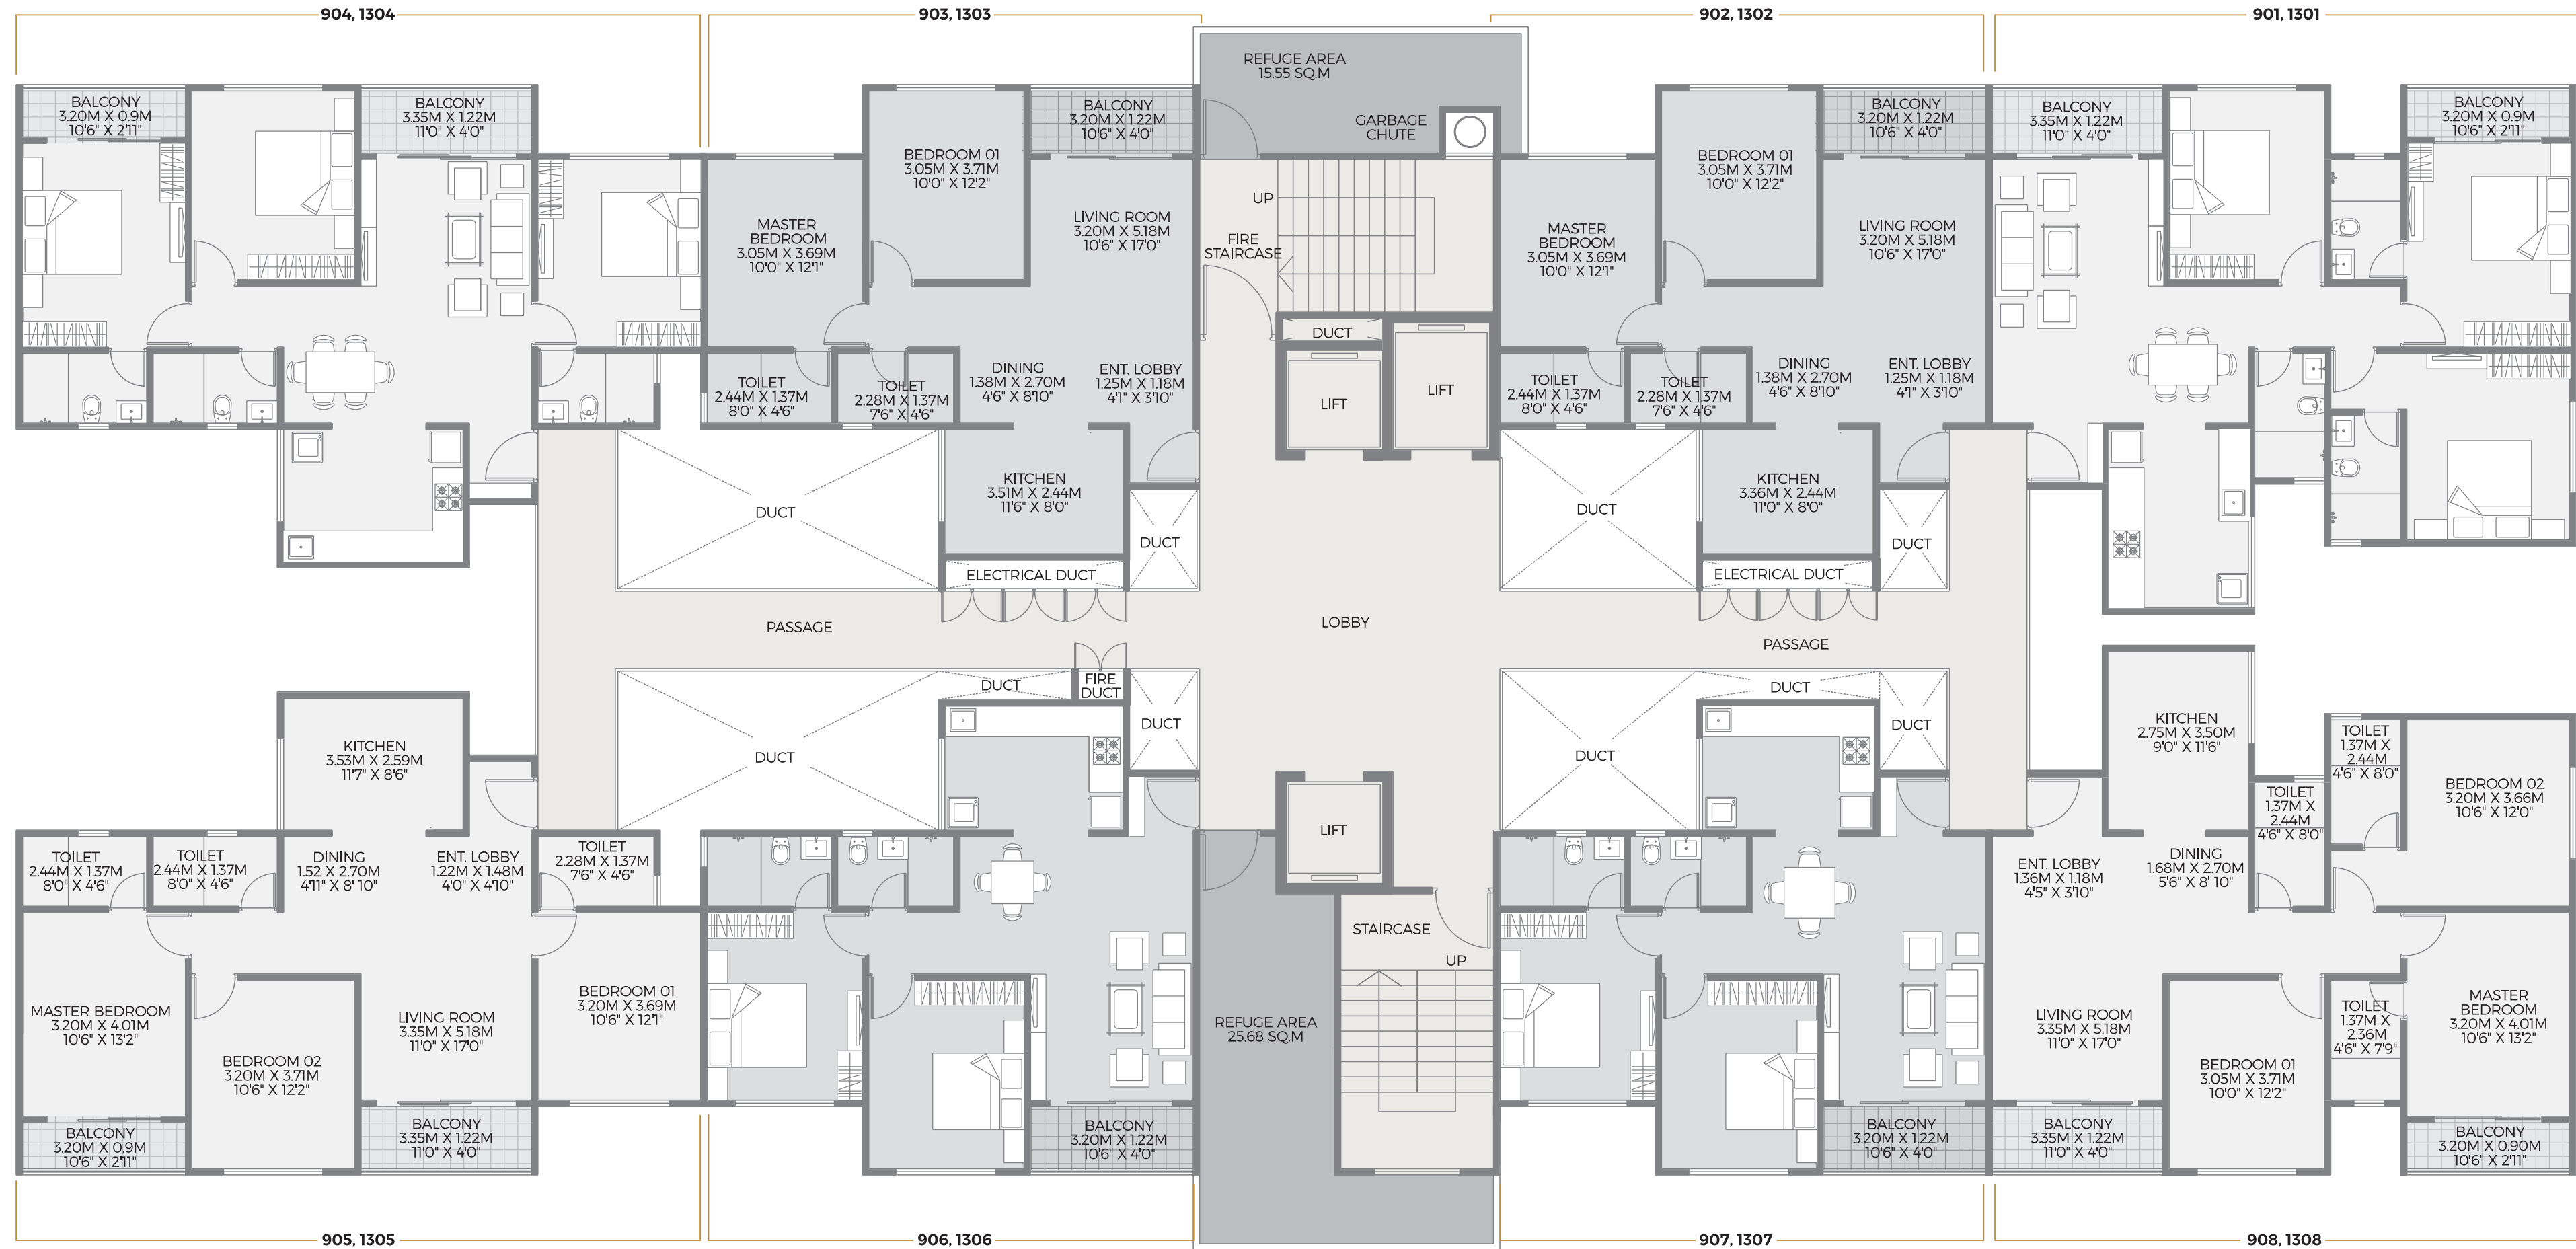 904, 1304
903, 1303
902, 1302
901, 1301
REFUGE AREA
15.55 SQ.M
GARBAGE
CHUTE
BALCONY
3.20M X 0.9M
10'6" X 2'11"
BALCONY
3.35M X 1.22M
11'0" X 4'0"
BALCONY
3.20M X 1.22M
10'6" X 4'0"
BALCONY
3.20M X 1.22M
10'6" X 4'0"
BALCONY
3.35M X 1.22M
11'0" X 4'0"
BALCONY
3.20M X 0.9M
10'6" X 2'11"
BEDROOM 01
3.05M X 3.71M
10'0" X 12'2"
BEDROOM 01
3.05M X 3.71M
10'0" X 12'2"
MASTER
BEDROOM
3.05M X 3.69M
10'0" X 12'1"
LIVING ROOM
3.20M X 5.18M
10'6" X 17'0"
UP
FIRE
STAIRCASE
MASTER
BEDROOM
3.05M X 3.69M
10'0" X 12'1"
LIVING ROOM
3.20M X 5.18M
10'6" X 17'0"
DUCT
LIFT
LIFT
TOILET
2.44M X 1.37M
8'0" X 4'6"
TOILET
2.28M X 1.37M
7'6" X 4'6"
DINING
1.38M X 2.70M
4'6" X 8'10"
ENT. LOBBY
1.25M X 1.18M
4'1" X 3'10"
TOILET
2.44M X 1.37M
8'0" X 4'6"
TOILET
2.28M X 1.37M
7'6" X 4'6"
DINING
1.38M X 2.70M
4'6" X 8'10"
ENT. LOBBY
1.25M X 1.18M
4'1" X 3'10"
DUCT
KITCHEN
3.51M X 2.44M
11'6" X 8'0"
DUCT
ELECTRICAL DUCT
DUCT
KITCHEN
3.36M X 2.44M
11'0" X 8'0"
DUCT
ELECTRICAL DUCT
PASSAGE
LOBBY
PASSAGE
DUCT
FIRE
DUCT
DUCT
DUCT
DUCT
DUCT
DUCT
KITCHEN
3.53M X 2.59M
11'7" X 8'6"
KITCHEN
2.75M X 3.50M
9'0" X 11'6"
TOILET
1.37M X
2.44M
4'6" X 8'0"
BEDROOM 02
3.20M X 3.66M
10'6" X 12'0"
TOILET
1.37M X
2.44M
4'6" X 8'0"
LIFT
TOILET
2.44M X 1.37M
8'0" X 4'6"
TOILET
2.44M X 1.37M
8'0" X 4'6"
DINING
1.52 X 2.70M
4'11" X 8' 10"
ENT. LOBBY
1.22M X 1.48M
4'0" X 4'10"
TOILET
2.28M X 1.37M
7'6" X 4'6"
ENT. LOBBY
1.36M X 1.18M
4'5" X 3'10"
DINING
1.68M X 2.70M
5'6" X 8' 10"
STAIRCASE
UP
MASTER BEDROOM
3.20M X 4.01M
10'6" X 13'2"
BEDROOM 02
3.20M X 3.71M
10'6" X 12'2"
LIVING ROOM
3.35M X 5.18M
11'0" X 17'0"
BEDROOM 01
3.20M X 3.69M
10'6" X 12'1"
REFUGE AREA
25.68 SQ.M
LIVING ROOM
3.35M X 5.18M
11'0" X 17'0"
BEDROOM 01
3.05M X 3.71M
10'0" X 12'2"
TOILET
1.37M X
2.36M
4'6" X 7'9"
MASTER
BEDROOM
3.20M X 4.01M
10'6" X 13'2"
BALCONY
3.20M X 0.9M
10'6" X 2'11"
BALCONY
3.35M X 1.22M
11'0" X 4'0"
BALCONY
3.20M X 1.22M
10'6" X 4'0"
BALCONY
3.20M X 1.22M
10'6" X 4'0"
BALCONY
3.35M X 1.22M
11'0" X 4'0"
BALCONY
3.20M X 0.90M
10'6" X 2'11"
905, 1305
906, 1306
907, 1307
908, 1308